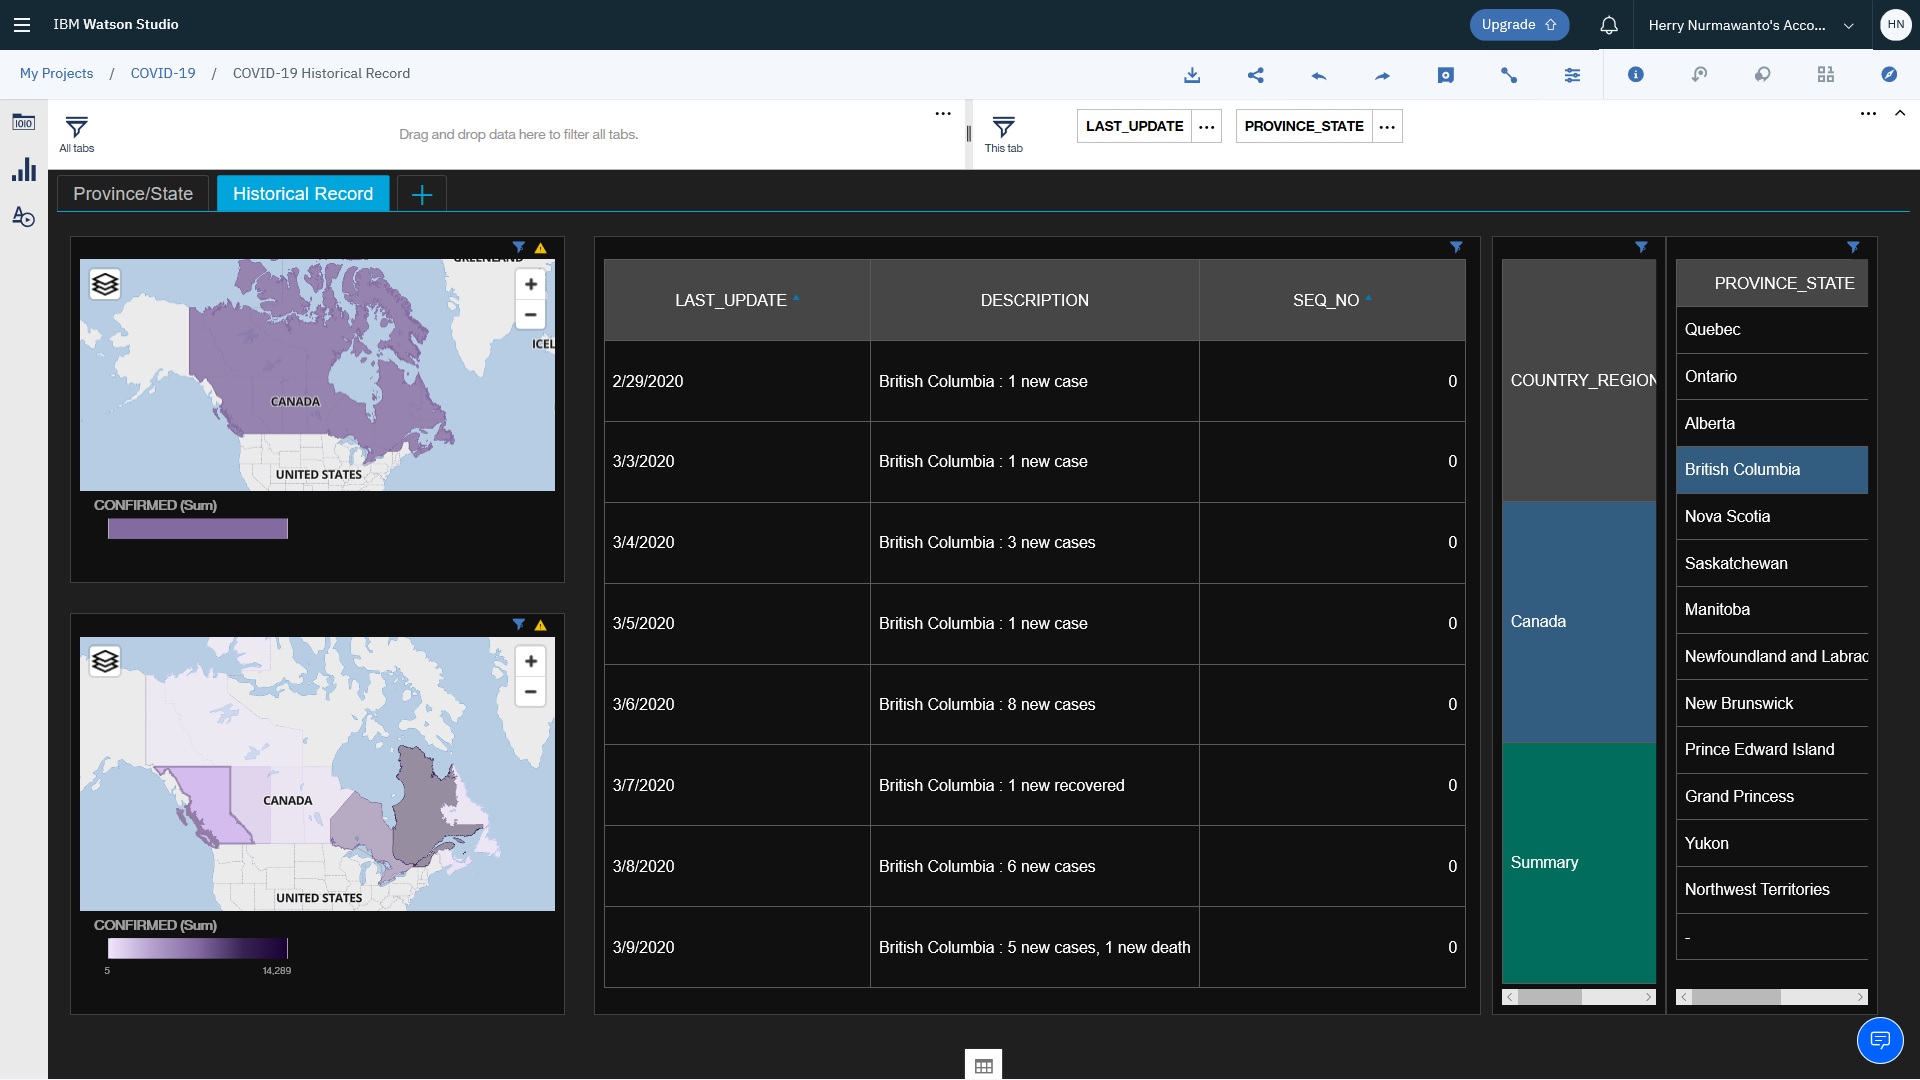 IBM Watson Studio
Upgrade
Herry Nurmawanto's Acco...
HN
My Projects / COVID-19 / COVID-19 Historical Record
All tabs
Drag and drop data here to filter all tabs.
This tab
LAST_UPDATE
PROVINCE_STATE
Province/State
Historical Record
GREENLAND
ICEL
CANADA
UNITED STATES
CONFIRMED (Sum)
CANADA
UNITED STATES
CONFIRMED (Sum)
5 14,289
LAST_UPDATE DESCRIPTION SEQ_NO
2/29/2020 British Columbia : 1 new case 0
3/3/2020 British Columbia : 1 new case 0
3/4/2020 British Columbia : 3 new cases 0
3/5/2020 British Columbia : 1 new case 0
3/6/2020 British Columbia : 8 new cases 0
3/7/2020 British Columbia : 1 new recovered 0
3/8/2020 British Columbia : 6 new cases 0
3/9/2020 British Columbia : 5 new cases, 1 new death 0
COUNTRY_REGION
Canada
Summary
PROVINCE_STATE
Quebec
Ontario
Alberta
British Columbia
Nova Scotia
Saskatchewan
Manitoba
Newfoundland and Labrac
New Brunswick
Prince Edward Island
Grand Princess
Yukon
Northwest Territories
-